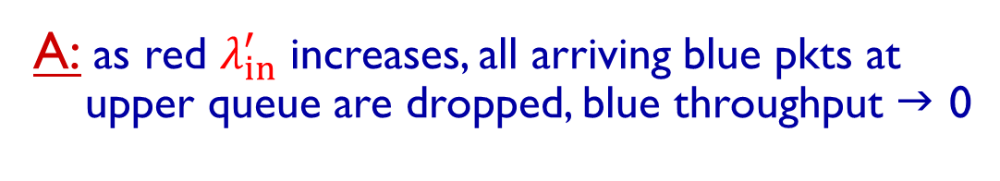 A: as red λ′in increases, all arriving blue pkts at
upper queue are dropped, blue throughput → 0